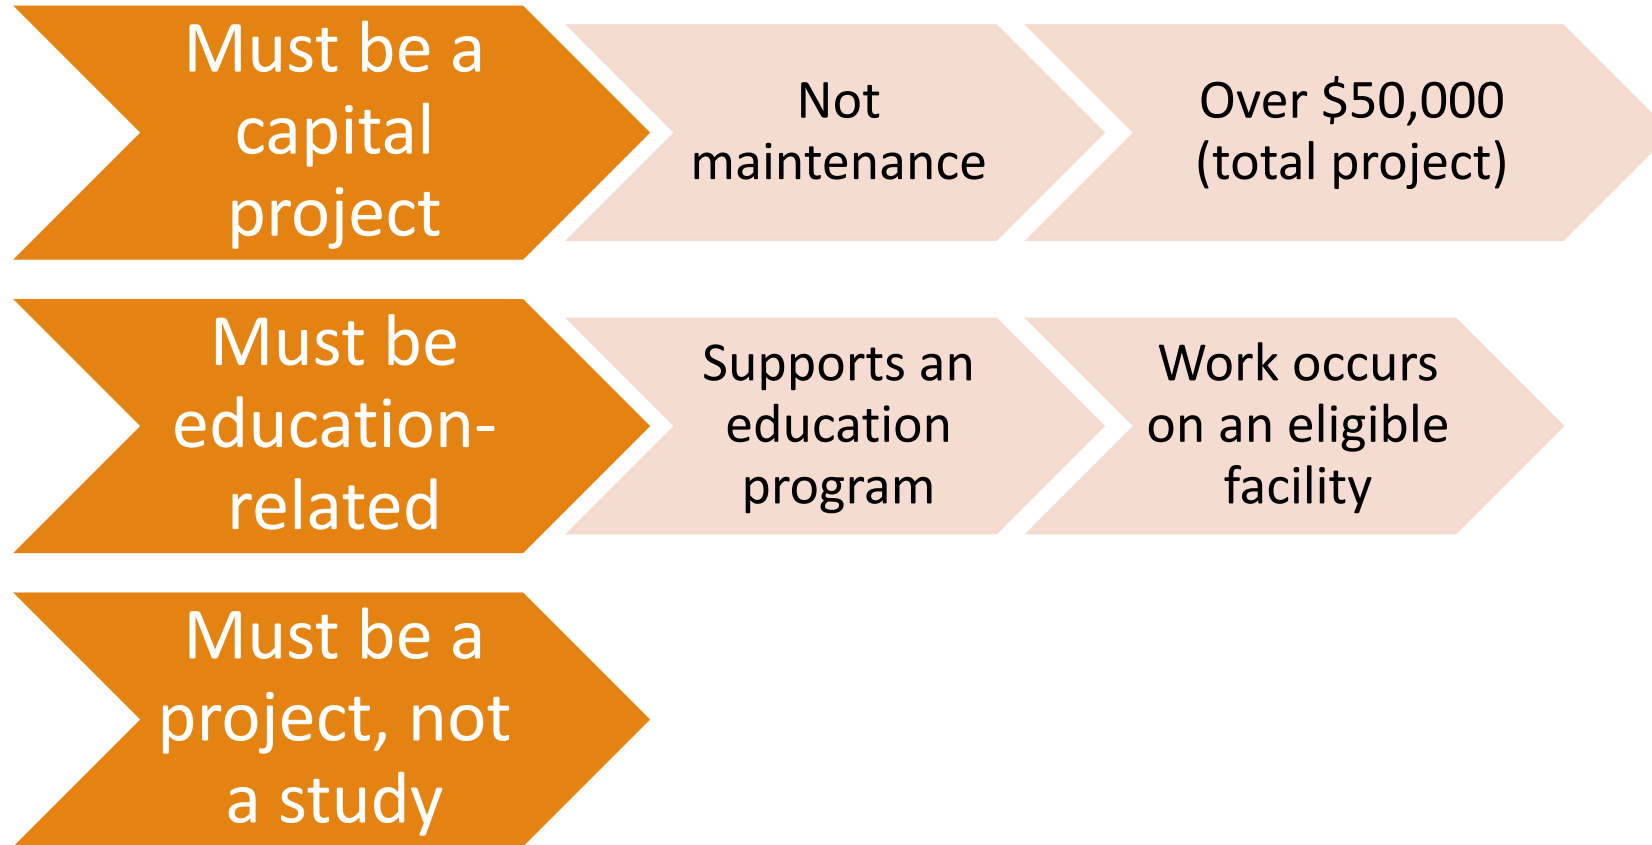 Must be a
capital
project
Not
maintenance
Over $50,000
(total project)
Must be
education-
related
Supports an
education
program
Work occurs
on an eligible
facility
Must be a
project, not
a study